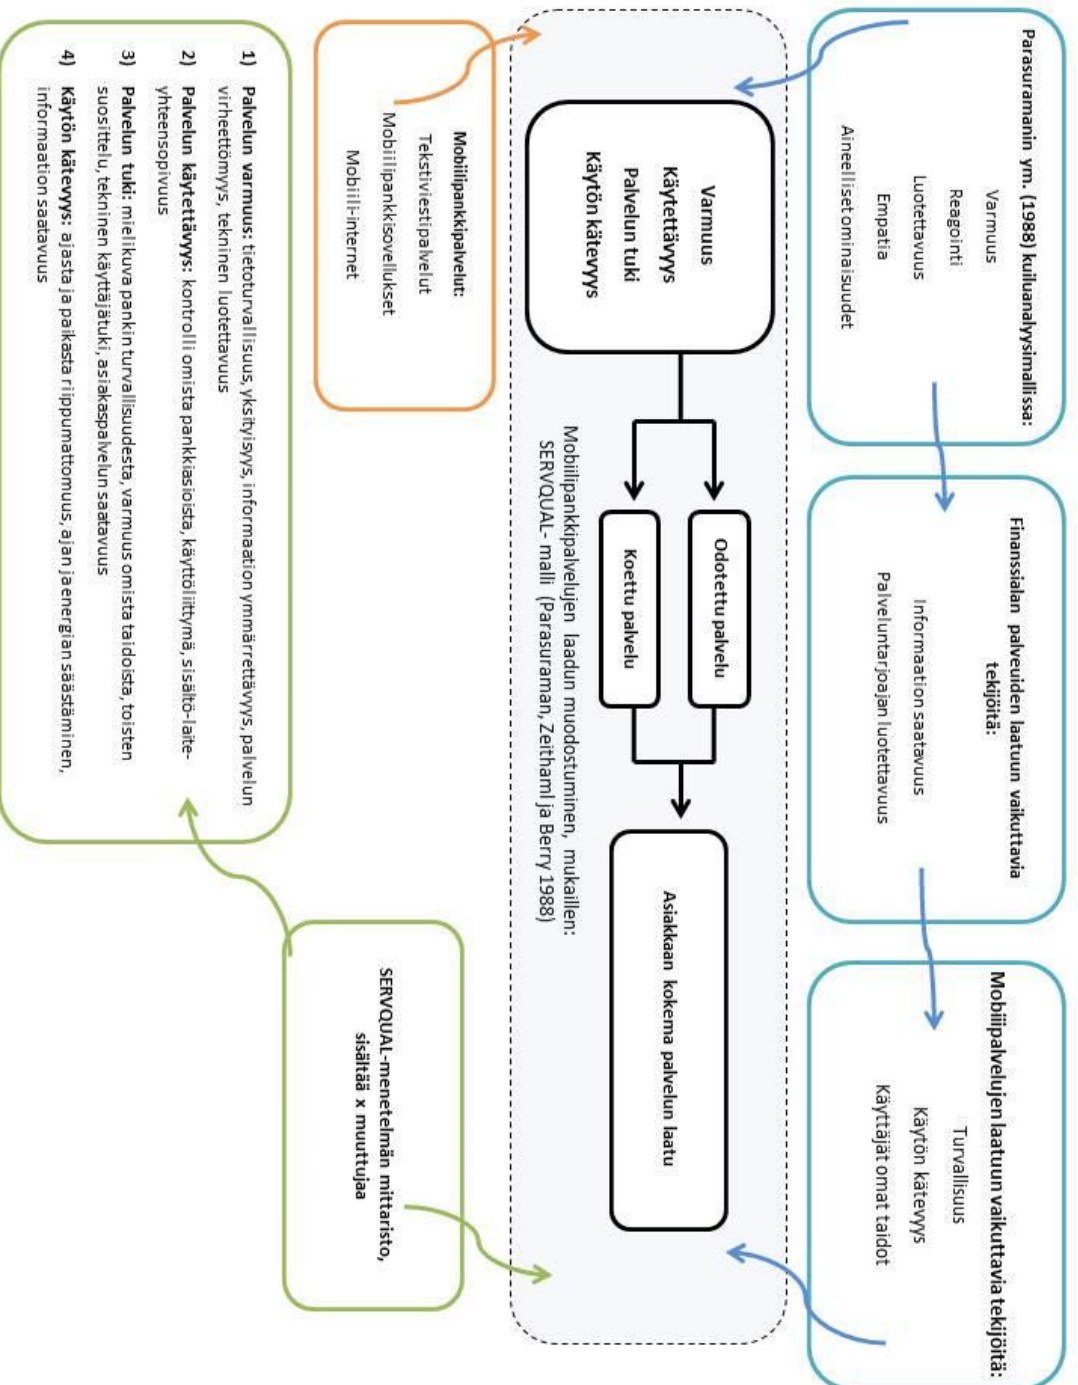 Parasuramanin ym. (1988) kuiluanalyysimallissa:
Varmuus
Reagointi
Luotettavuus
Empatia
Aineelliset ominaisuudet
Finanssialan palveuiden laatuun vaikuttavia
tekijöitä:
Informaation saatavuus
Palveluntarjoajan luotettavuus
Mobiiipalvelujen laatuun vaikuttavia tekijöitä:
Turvallisuus
Käytön kätevyys
Käyttäjät omat taidot
Varmuus
Käytettävyys
Palvelun tuki
Käytön kätevyys
Odotettu palvelu
Koettu palvelu
Asiakkaan kokema palvelun laatu
Mobiilipankkipalvelujen laadun muodostuminen, mukaillen:
SERVQUAL- malli (Parasuraman, Zeithaml ja Berry 1988)
Mobiilipankkipalvelut:
Tekstiviestipalvelut
Mobiilipankkisovellukset
Mobiili-internet
SERVQUAL-menetelmän mittaristo,
sisältää x muuttujaa
1) Palvelun varmuus: tietoturvallisuus, yksityisyys, informaation ymmärrettävyys, palvelun
virheettömyys, tekninen luotettavuus
2) Palvelun käytettävyys: kontrolli omista pankkiasioista, käyttöliittymä, sisältö-laite-
yhteensopivuus
3) Palvelun tuki: mielikuva pankin turvallisuudesta, varmuus omista taidoista, toisten
suosittelu, tekninen käyttäjätuki, asiakaspalvelun saatavuus
4) Käytön kätevyys: ajasta ja paikasta riippumattomuus, ajan ja energian säästäminen,
informaation saatavuus